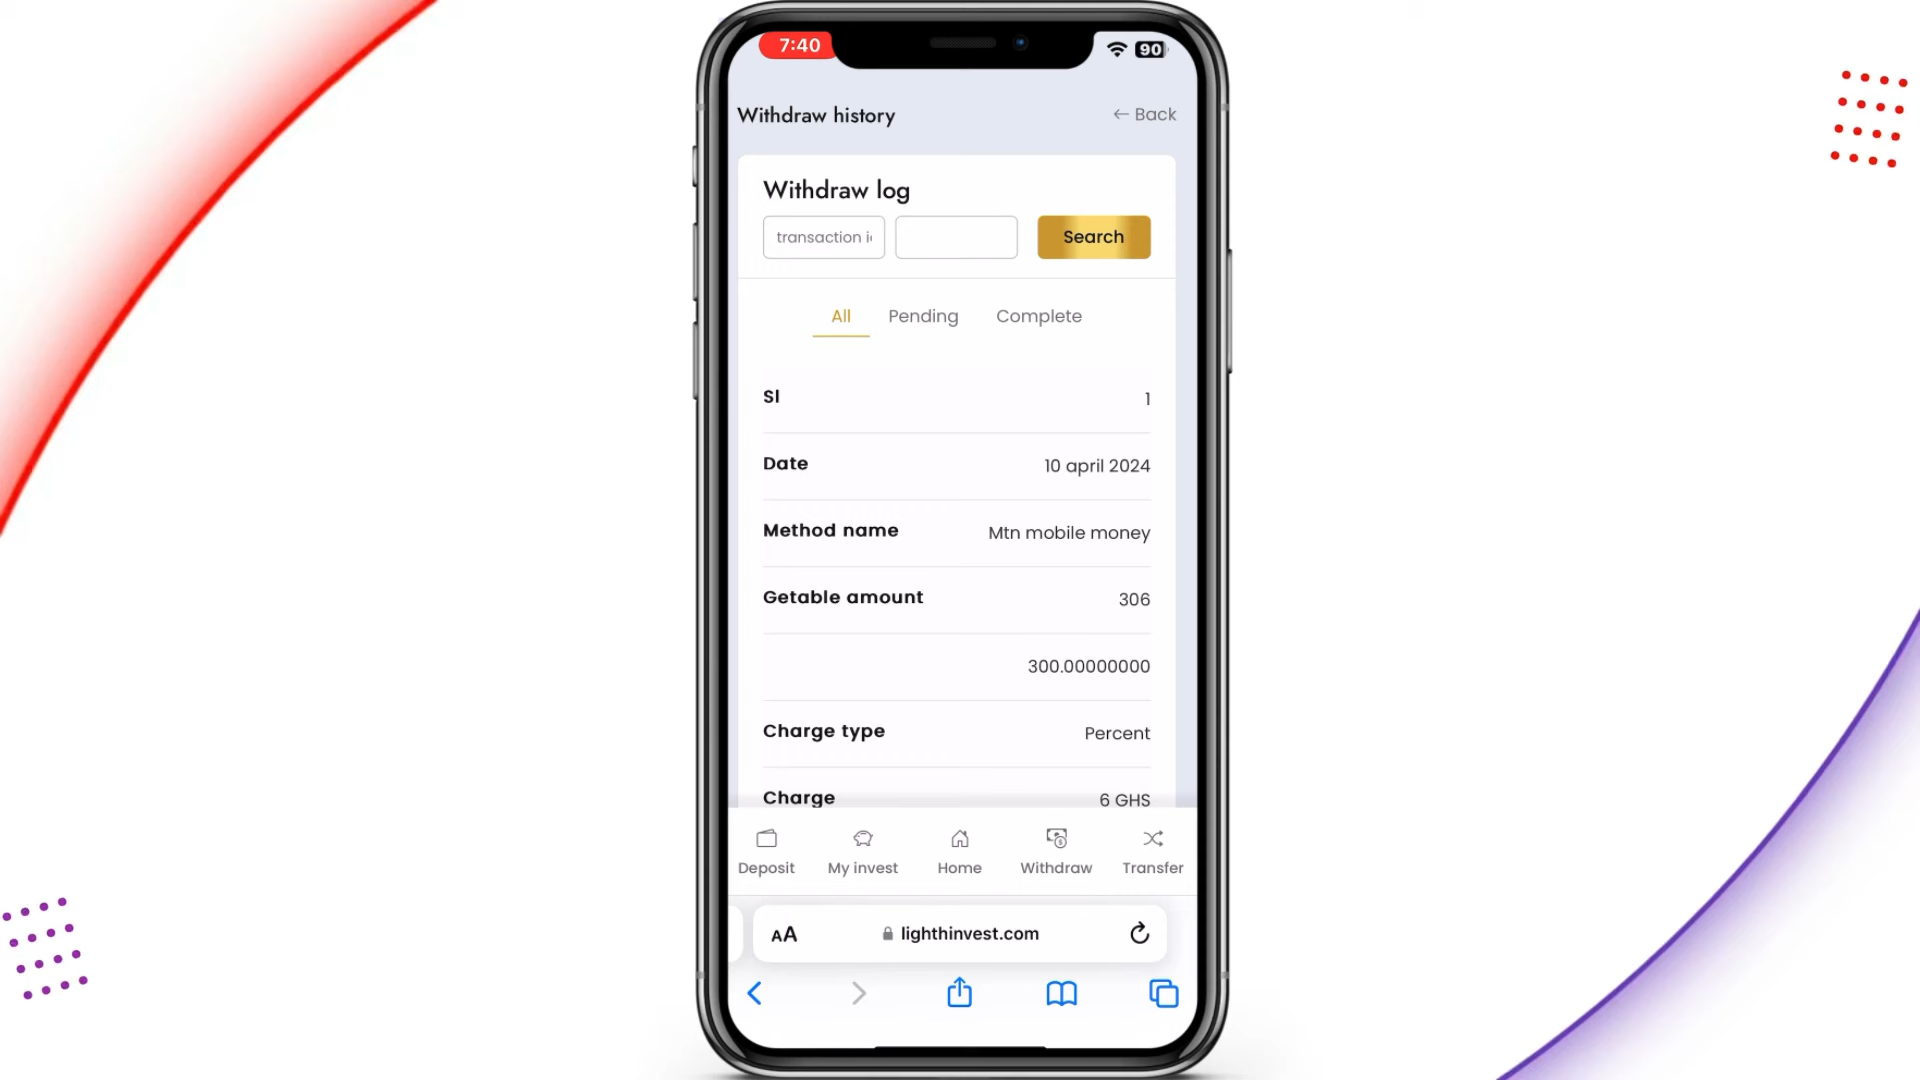 7:40
90
Withdraw history
← Back
Withdraw log
transaction i
Search
All Pending Complete
Sl 1
Date 10 april 2024
Method name Mtn mobile money
Getable amount 306
300.00000000
Charge type Percent
Charge 6 GHS
Deposit My invest Home Withdraw Transfer
AA lighthinvest.com